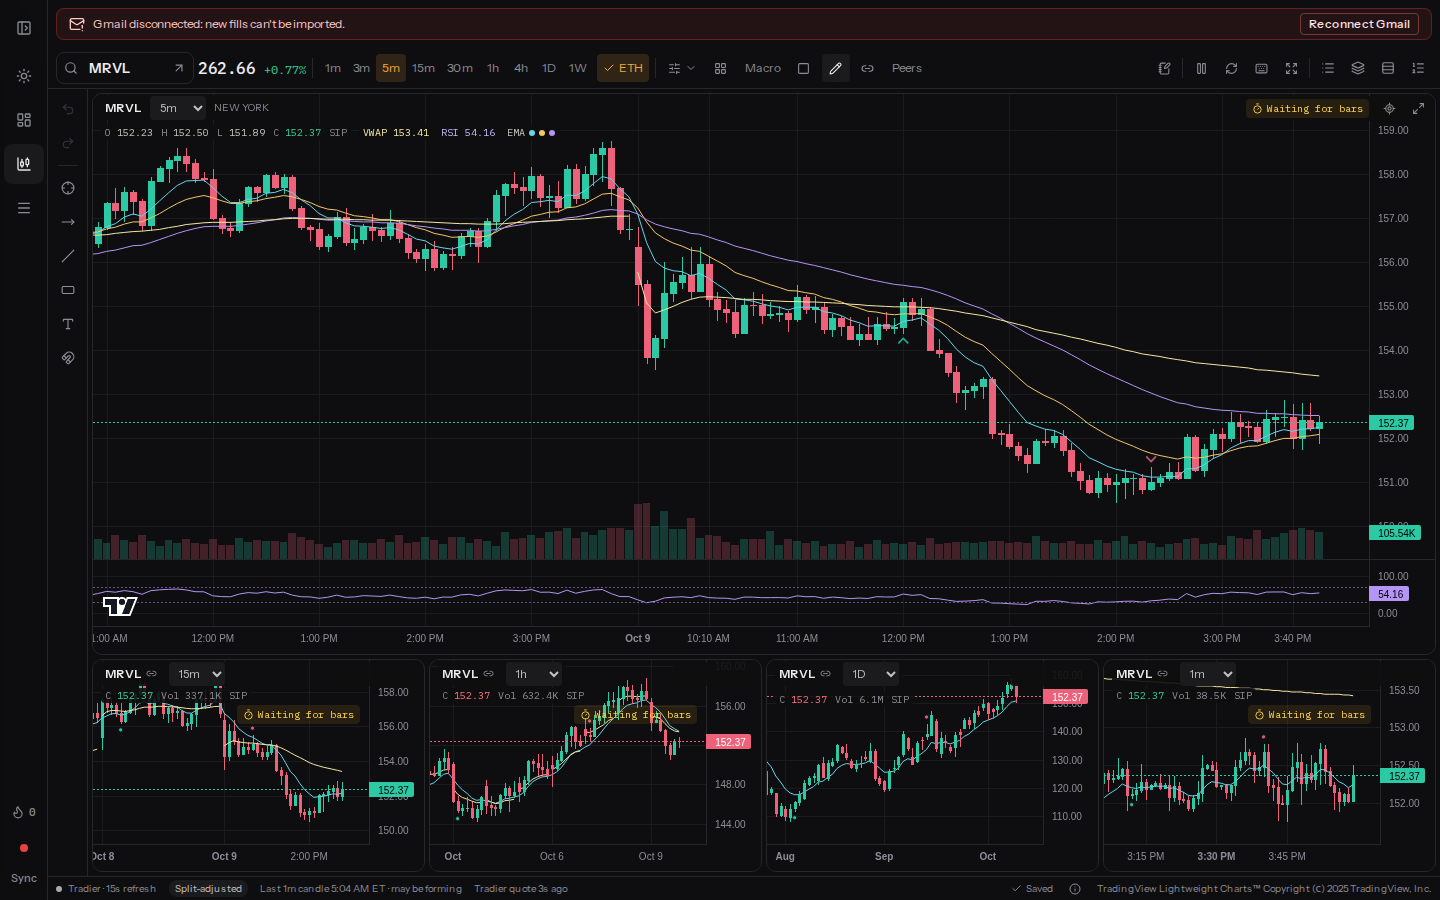 Gmail disconnected: new fills can't be imported.
Reconnect Gmail
MRVL 262.66 +0.77% 1m 3m 5m 15m 30m 1h 4h 1D 1W ETH Macro Peers
MRVL 5m NEW YORK
Waiting for bars
O 152.23 H 152.50 L 151.89 C 152.37 SIP VWAP 153.41 RSI 54.16 EMA
159.00
158.00
157.00
156.00
155.00
154.00
153.00
152.37
152.00
151.00
105.54K
100.00
54.16
0.00
1:00 AM 12:00 PM 1:00 PM 2:00 PM 3:00 PM Oct 9 10:10 AM 11:00 AM 12:00 PM 1:00 PM 2:00 PM 3:00 PM 3:40 PM
MRVL 15m
C 152.37 Vol 337.1K SIP
Waiting for bars
158.00
156.00
154.00
152.37
150.00
Oct 8 Oct 9 2:00 PM
MRVL 1h
C 152.37 Vol 632.4K SIP
Waiting for bars
156.00
152.37
148.00
144.00
Oct Oct 6 Oct 9
MRVL 1D
C 152.37 Vol 6.1M SIP
152.37
140.00
130.00
120.00
110.00
Aug Sep Oct
MRVL 1m
C 152.37 Vol 38.5K SIP
Waiting for bars
153.50
153.00
152.50
152.37
152.00
3:15 PM 3:30 PM 3:45 PM
0
Sync
Tradier · 15s refresh Split-adjusted Last 1m candle 5:04 AM ET · may be forming Tradier quote 3s ago
Saved TradingView Lightweight Charts™ Copyright (c) 2025 TradingView, Inc.